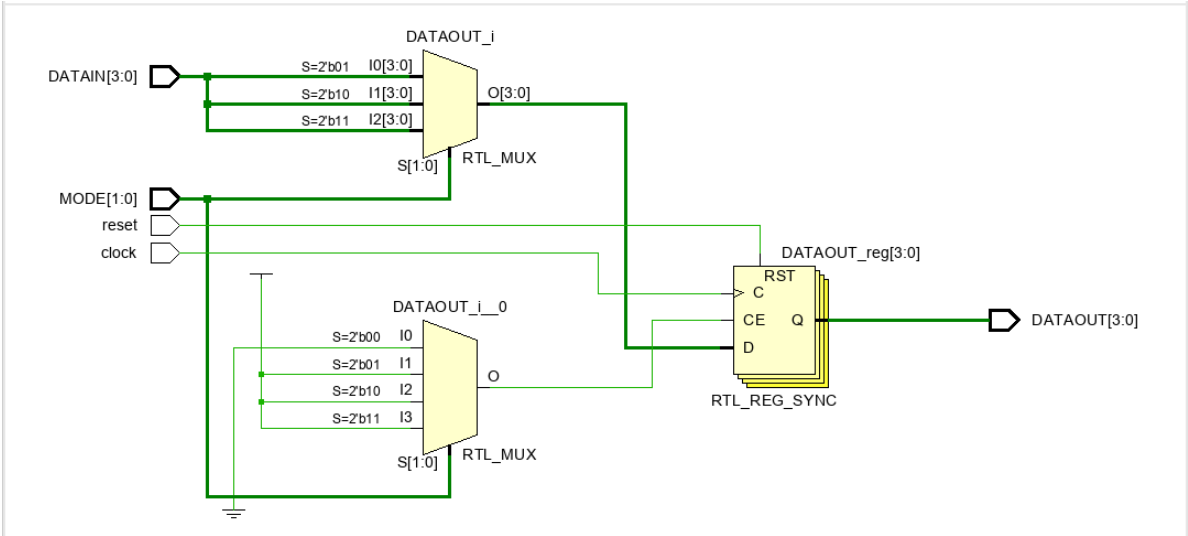 DATAOUT_i
DATAIN[3:0]
S=2'b01 I0[3:0]
S=2'b10 I1[3:0]
S=2'b11 I2[3:0]
O[3:0]
S[1:0]
RTL_MUX
MODE[1:0]
reset
clock
DATAOUT_reg[3:0]
RST
C
CE
Q
D
RTL_REG_SYNC
DATAOUT[3:0]
DATAOUT_i__0
S=2'b00 I0
S=2'b01 I1
S=2'b10 I2
S=2'b11 I3
O
S[1:0]
RTL_MUX